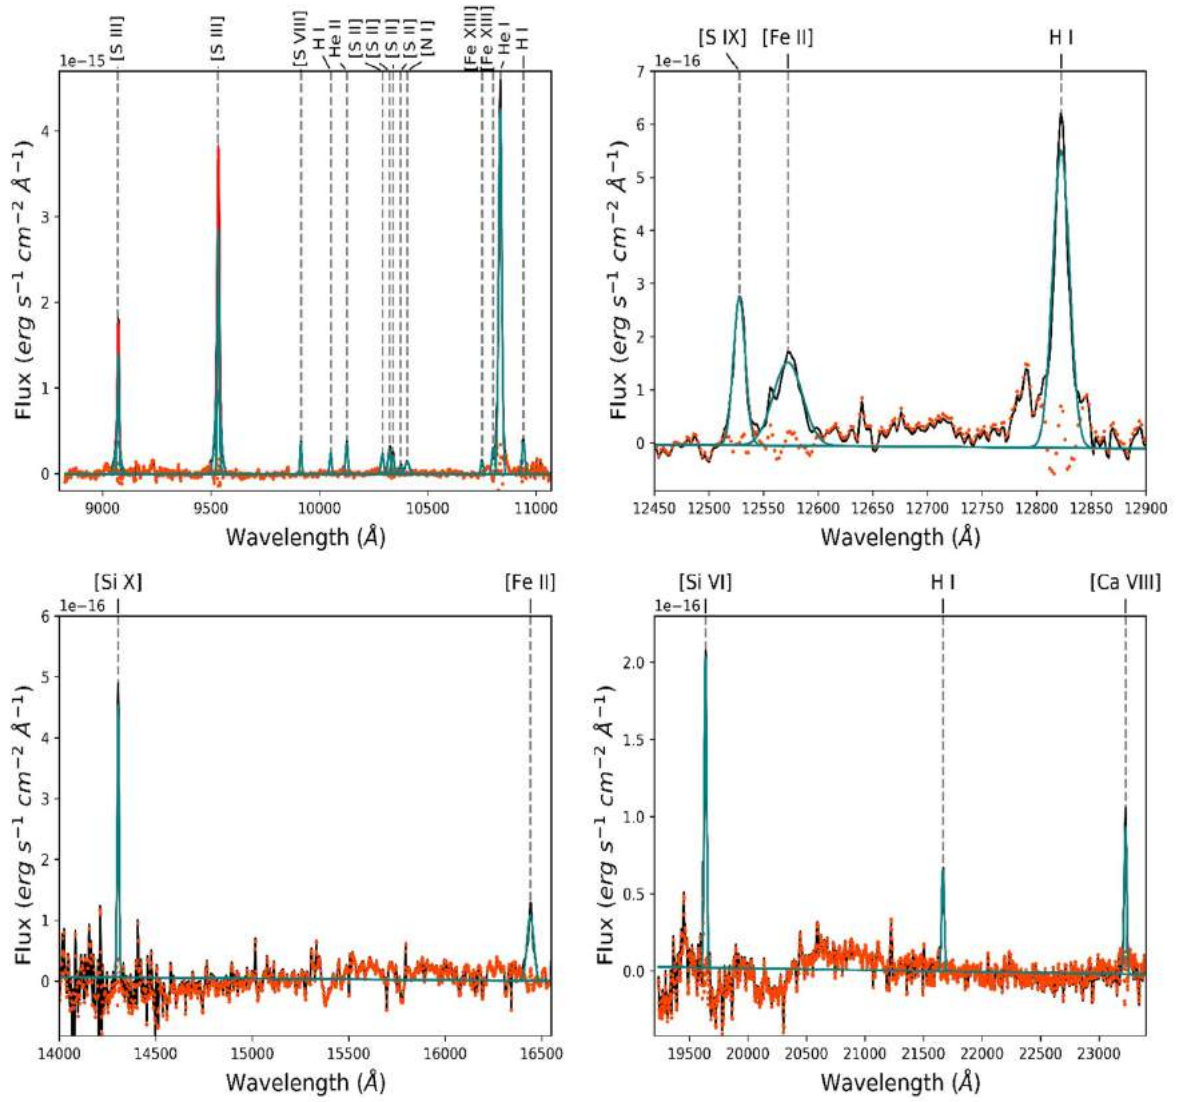 [S III] [S III] [S VIII] H I He II [S II] [S II] [S II] [S II] [N I] [Fe XIII] [Fe XIII] He I H I
1e−15
4
3
2
1
0
9000 9500 10000 10500 11000
Wavelength (Å)
Flux (erg s⁻¹ cm⁻² Å⁻¹)
[S IX] [Fe II] H I
1e−16
7
6
5
4
3
2
1
0
12450 12500 12550 12600 12650 12700 12750 12800 12850 12900
Wavelength (Å)
Flux (erg s⁻¹ cm⁻² Å⁻¹)
[Si X] [Fe II]
1e−16
6
5
4
3
2
1
0
14000 14500 15000 15500 16000 16500
Wavelength (Å)
Flux (erg s⁻¹ cm⁻² Å⁻¹)
[Si VI] H I [Ca VIII]
1e−16
2.0
1.5
1.0
0.5
0.0
19500 20000 20500 21000 21500 22000 22500 23000
Wavelength (Å)
Flux (erg s⁻¹ cm⁻² Å⁻¹)